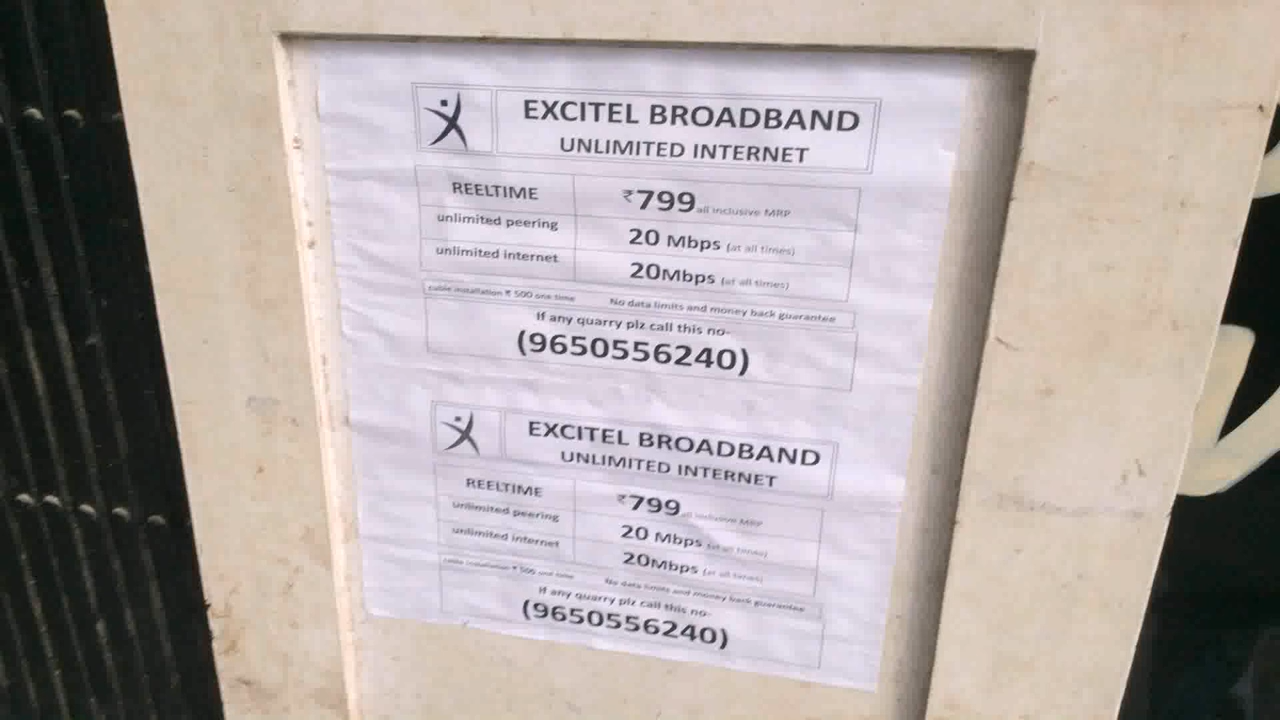 EXCITEL BROADBAND
UNLIMITED INTERNET
REELTIME ₹799 all inclusive MRP
unlimited peering 20 Mbps (at all times)
unlimited internet 20Mbps (at all times)
cable installation ₹ 500 one time No data limits and money back guarantee
If any quarry plz call this no-
(9650556240)
EXCITEL BROADBAND
UNLIMITED INTERNET
REELTIME ₹799 all inclusive MRP
unlimited peering 20 Mbps (at all times)
unlimited internet 20Mbps (at all times)
cable installation ₹ 500 one time No data limits and money back guarantee
If any quarry plz call this no-
(9650556240)